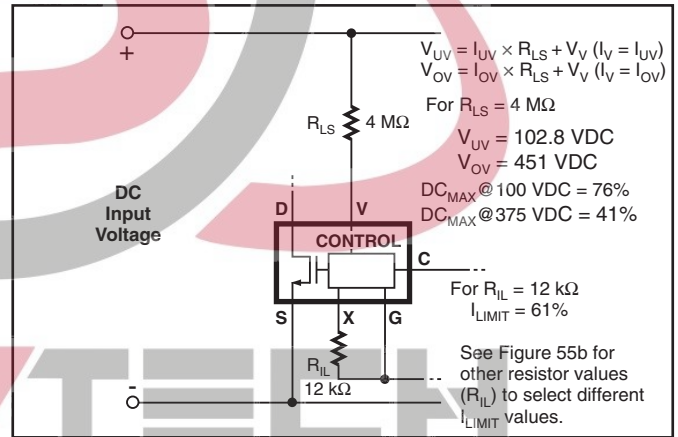 +
V_UV = I_UV × R_LS + V_V (I_V = I_UV)
V_OV = I_OV × R_LS + V_V (I_V = I_OV)
For R_LS = 4 MΩ
R_LS
4 MΩ
V_UV = 102.8 VDC
V_OV = 451 VDC
DC_MAX @100 VDC = 76%
DC_MAX @375 VDC = 41%
DC
Input
Voltage
D
V
CONTROL
C
S
X
G
For R_IL = 12 kΩ
I_LIMIT = 61%
R_IL
12 kΩ
See Figure 55b for
other resistor values
(R_IL) to select different
I_LIMIT values.
-
TECH